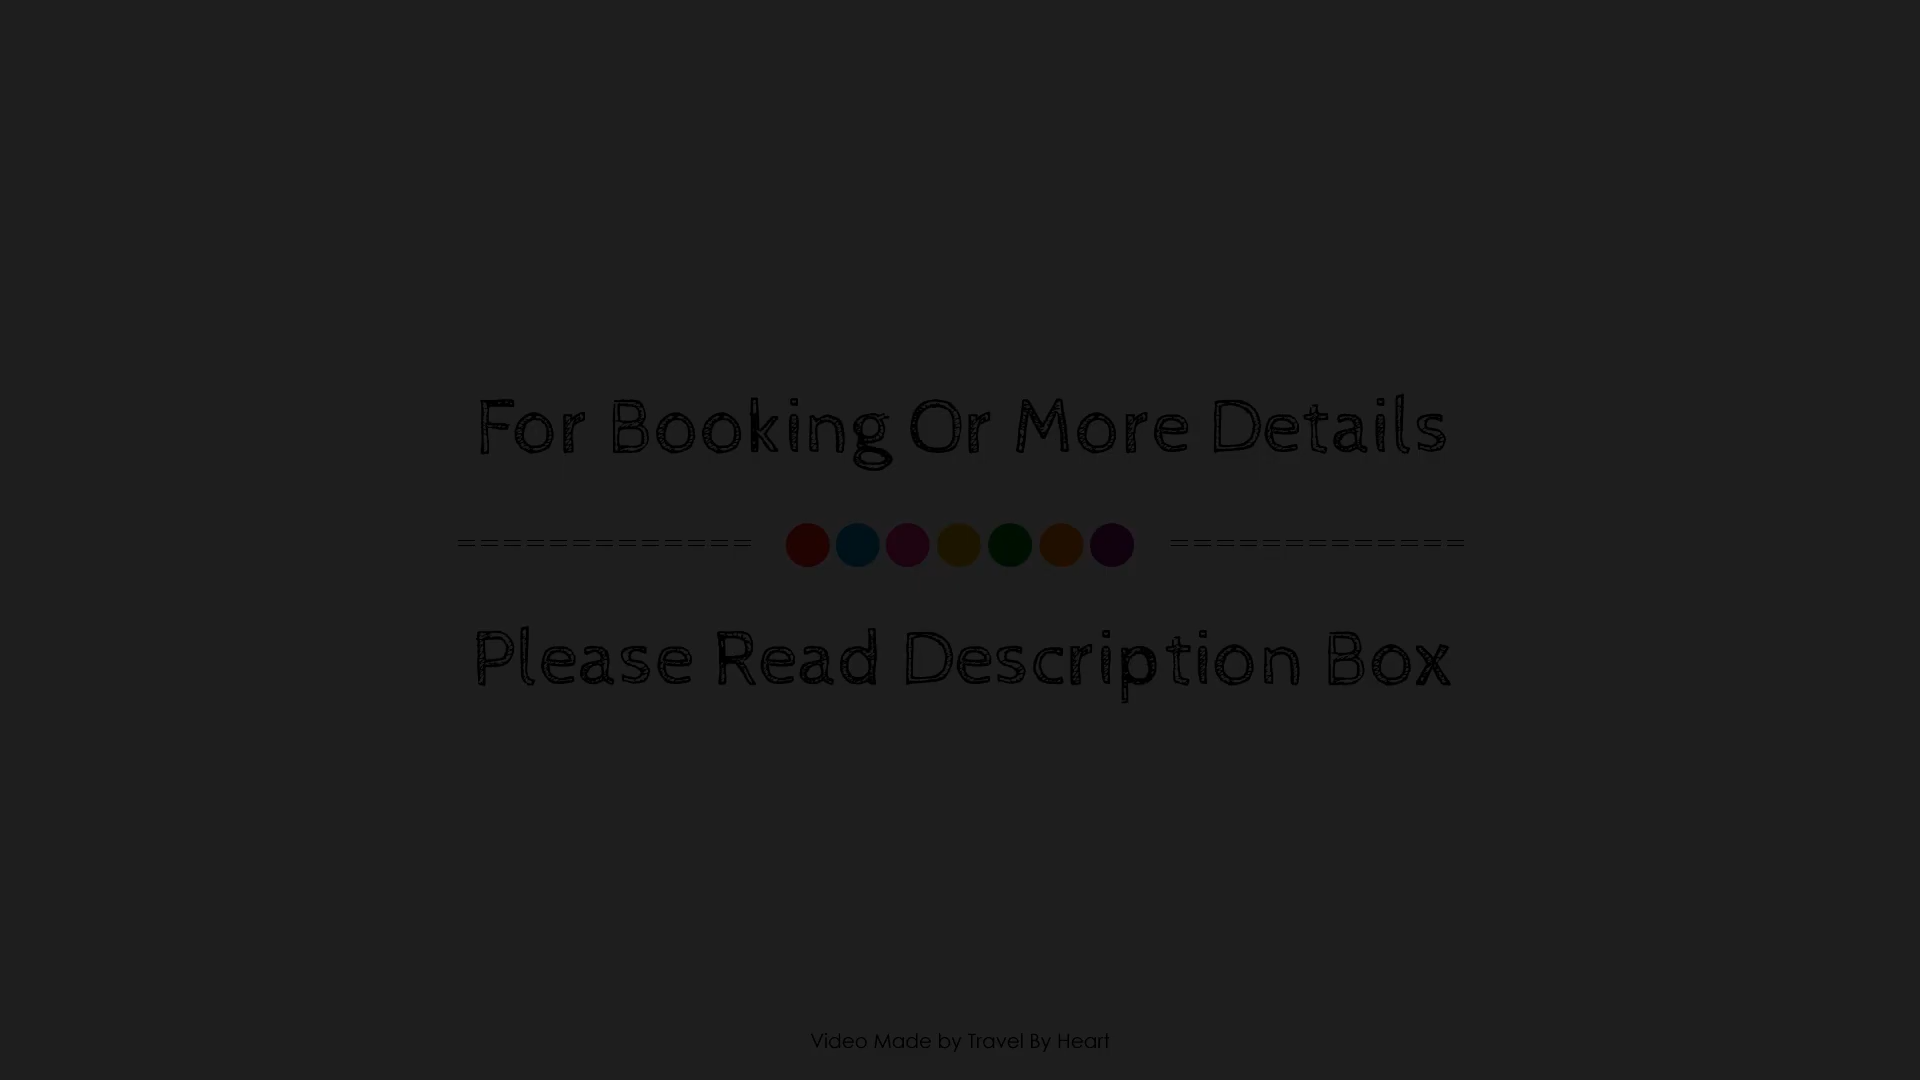 For Booking Or More Details
============= =============
Please Read Description Box
Video Made by Travel By Heart